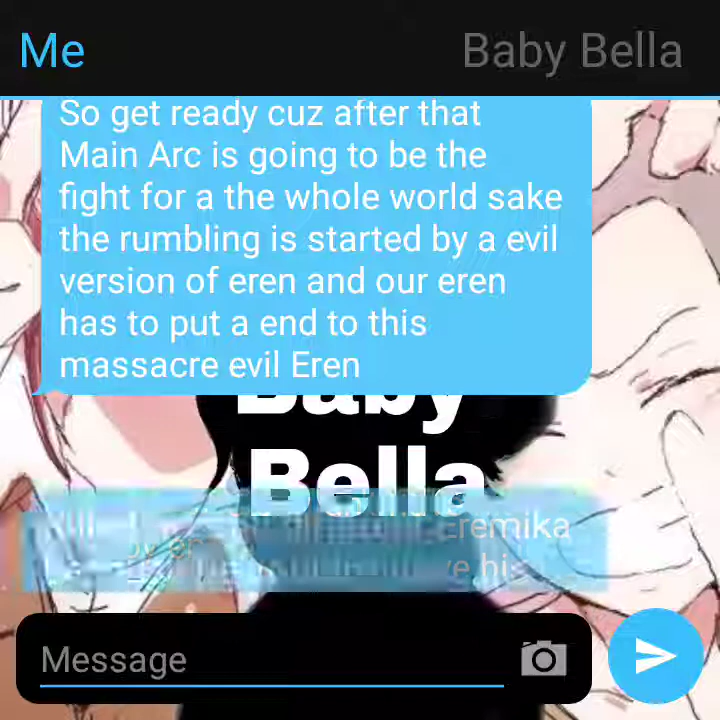 Me
Baby Bella
So get ready cuz after that
Main Arc is going to be the
fight for a the whole world sake
the rumbling is started by a evil
version of eren and our eren
has to put a end to this
massacre evil Eren
Baby
Bella
Eremika
Message